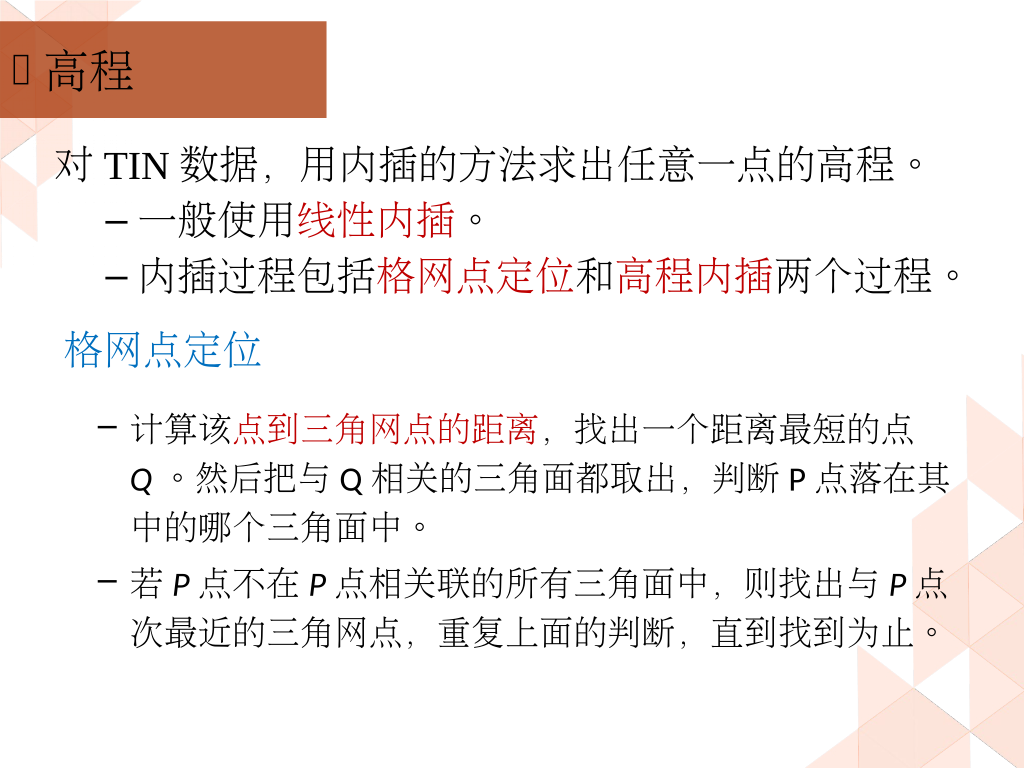 高程
对 TIN 数据，用内插的方法求出任意一点的高程。
– 一般使用线性内插。
– 内插过程包括格网点定位和高程内插两个过程。
格网点定位
– 计算该点到三角网点的距离，找出一个距离最短的点
Q 。然后把与 Q 相关的三角面都取出，判断 P 点落在其
中的哪个三角面中。
– 若 P 点不在 P 点相关联的所有三角面中，则找出与 P 点
次最近的三角网点，重复上面的判断，直到找到为止。